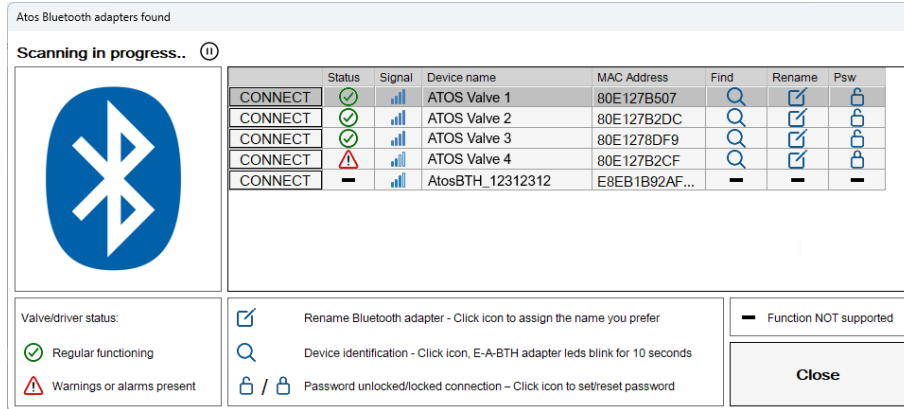 Atos Bluetooth adapters found
Scanning in progress..
Status Signal Device name MAC Address Find Rename Psw
CONNECT ATOS Valve 1 80E127B507
CONNECT ATOS Valve 2 80E127B2DC
CONNECT ATOS Valve 3 80E1278DF9
CONNECT ATOS Valve 4 80E127B2CF
CONNECT AtosBTH_12312312 E8EB1B92AF...
Valve/driver status:
Regular functioning
Warnings or alarms present
Rename Bluetooth adapter - Click icon to assign the name you prefer
Device identification - Click icon, E-A-BTH adapter leds blink for 10 seconds
/ Password unlocked/locked connection – Click icon to set/reset password
Function NOT supported
Close